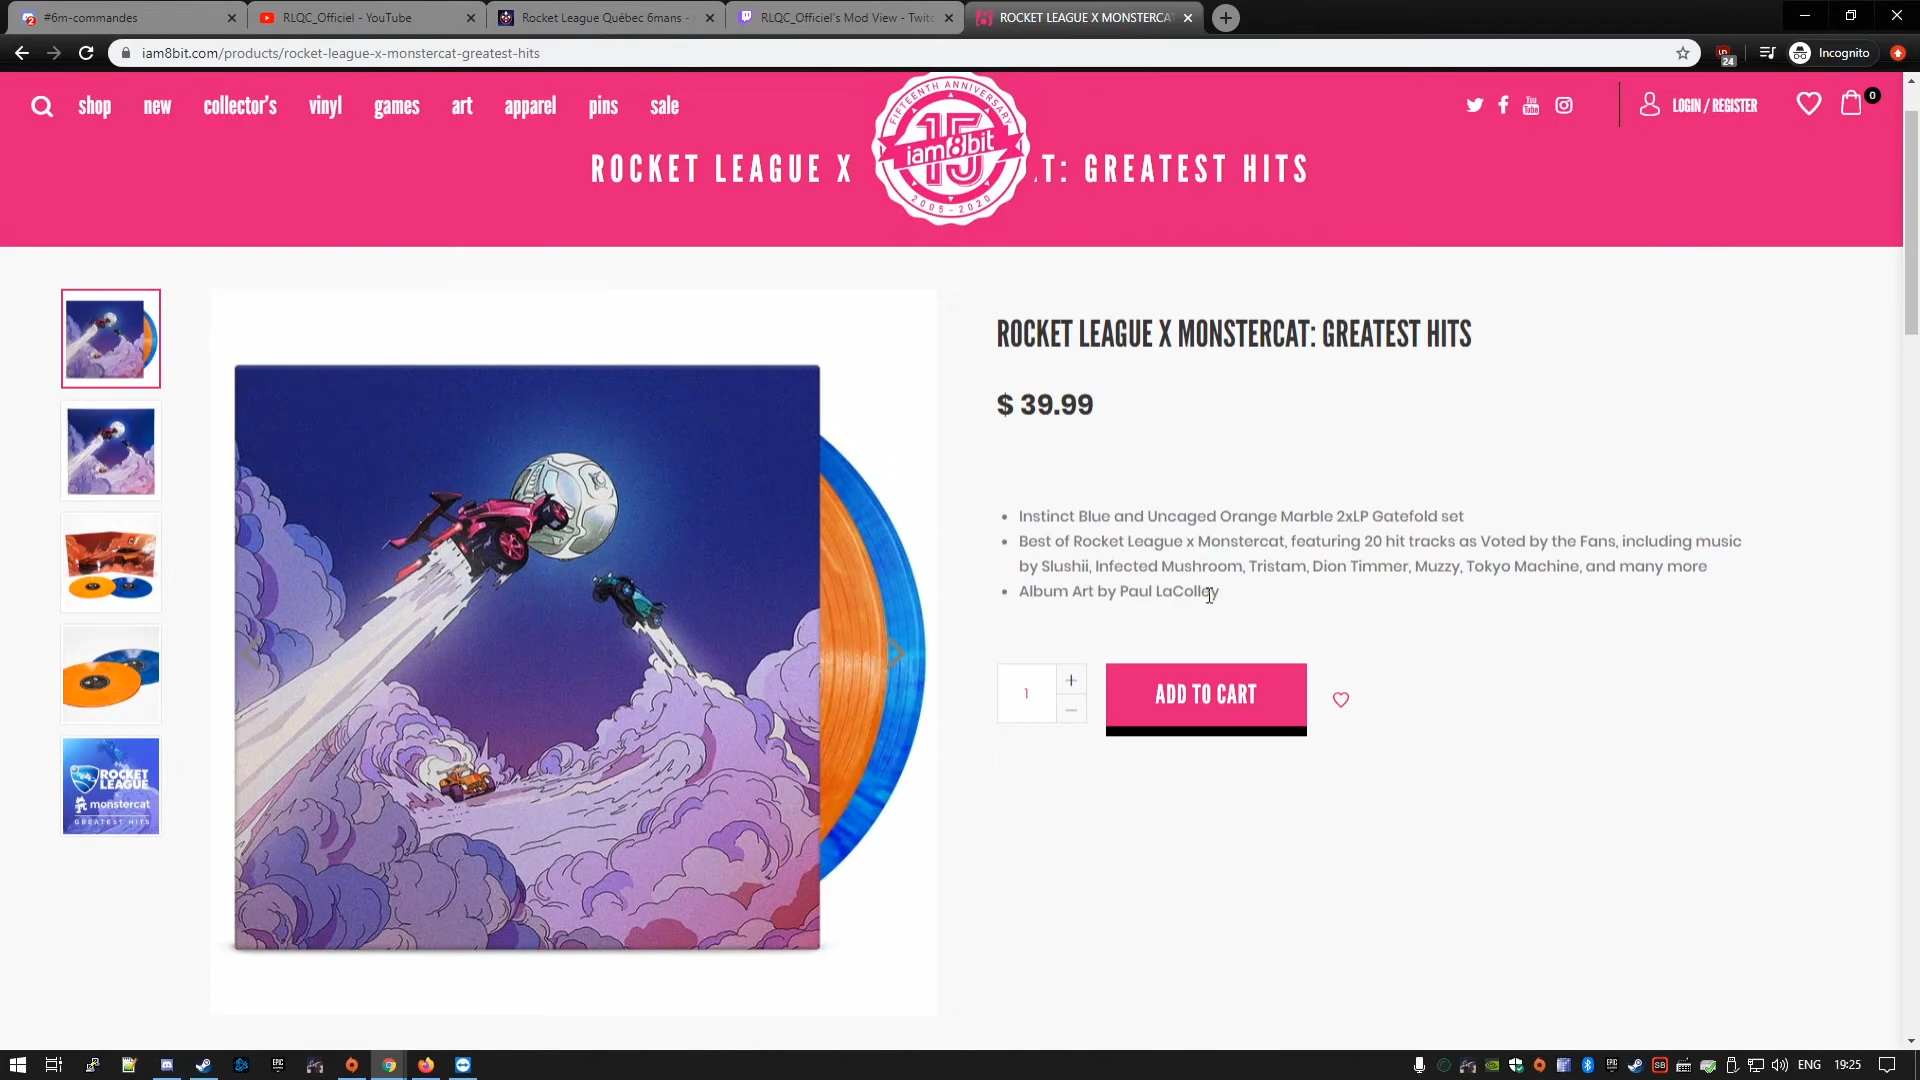 #6m-commandes
RLQC_Officiel - YouTube
Rocket League Québec 6mans -
RLQC_Officiel's Mod View - Twitc
ROCKET LEAGUE X MONSTERCAT
iam8bit.com/products/rocket-league-x-monstercat-greatest-hits
24
Incognito
shop new collector's vinyl games art apparel pins sale
LOGIN / REGISTER
0
FIFTEENTH ANNIVERSARY
15
iam8bit
2005-2020
ROCKET LEAGUE X
T: GREATEST HITS
ROCKET LEAGUE X MONSTERCAT: GREATEST HITS
$ 39.99
Instinct Blue and Uncaged Orange Marble 2xLP Gatefold set
Best of Rocket League x Monstercat, featuring 20 hit tracks as Voted by the Fans, including music
by Slushii, Infected Mushroom, Tristam, Dion Timmer, Muzzy, Tokyo Machine, and many more
Album Art by Paul LaColley
1
+
−
ADD TO CART
ROCKET
LEAGUE
x
monstercat
GREATEST HITS
ENG
19:25